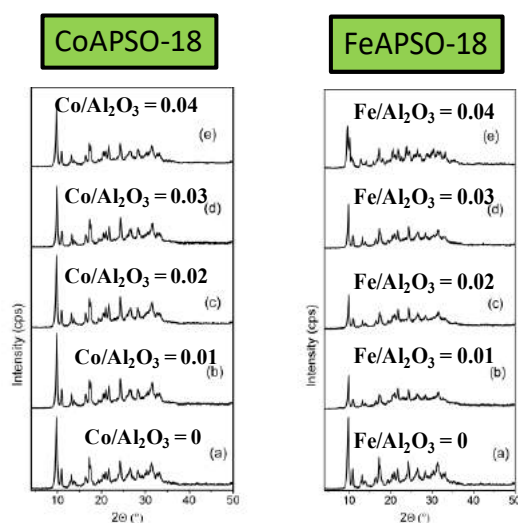 CoAPSO-18
Co/Al₂O₃ = 0.04
(e)
Co/Al₂O₃ = 0.03
(d)
Co/Al₂O₃ = 0.02
(c)
Co/Al₂O₃ = 0.01
(b)
Co/Al₂O₃ = 0
(a)
Intensity (cps)
10 20 30 40 50
2Θ (°)
FeAPSO-18
Fe/Al₂O₃ = 0.04
(e)
Fe/Al₂O₃ = 0.03
(d)
Fe/Al₂O₃ = 0.02
(c)
Fe/Al₂O₃ = 0.01
(b)
Fe/Al₂O₃ = 0
(a)
Intensity (cps)
10 20 30 40 50
2Θ (°)